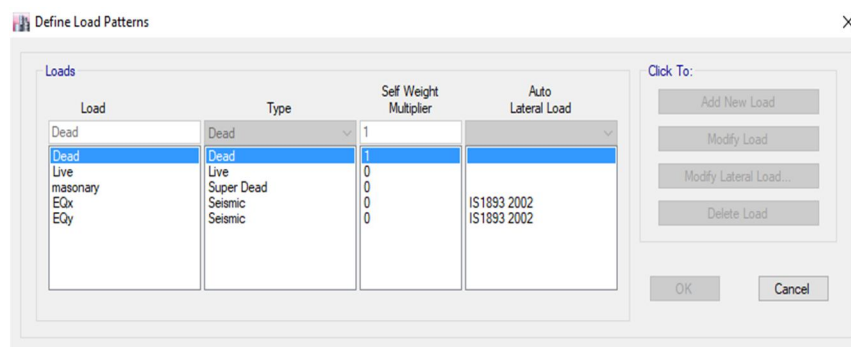 Define Load Patterns
Loads
Click To:
Load Type Self Weight Multiplier Auto Lateral Load
Dead Dead 1
Dead Dead 1
Live Live 0
masonary Super Dead 0
EQx Seismic 0 IS1893 2002
EQy Seismic 0 IS1893 2002
Add New Load
Modify Load
Modify Lateral Load...
Delete Load
OK Cancel